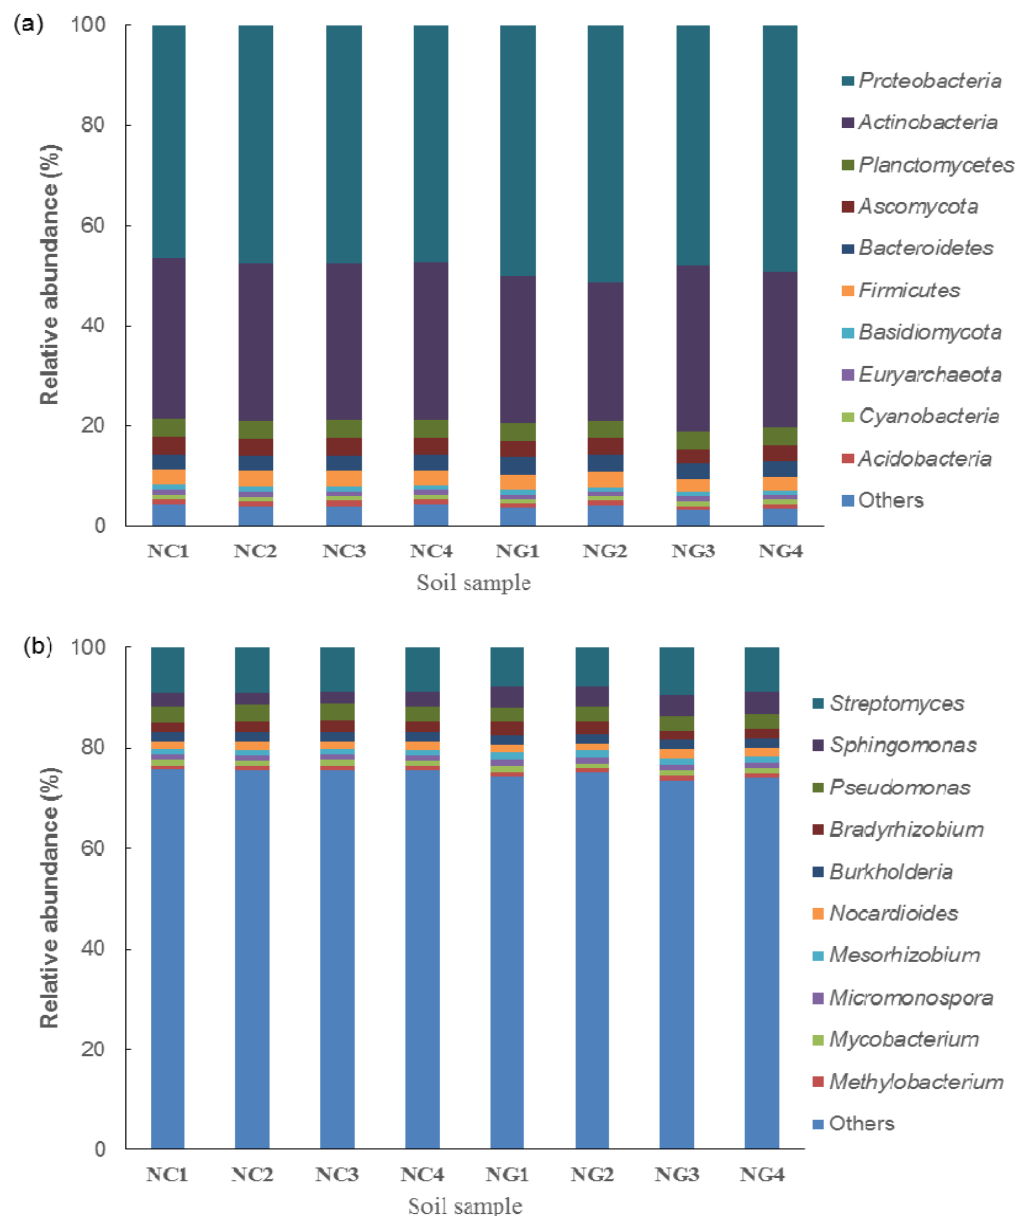 (a)
100
80
60
40
20
0
Relative abundance (%)
NC1 NC2 NC3 NC4 NG1 NG2 NG3 NG4
Soil sample
Proteobacteria
Actinobacteria
Planctomycetes
Ascomycota
Bacteroidetes
Firmicutes
Basidiomycota
Euryarchaeota
Cyanobacteria
Acidobacteria
Others
(b)
100
80
60
40
20
0
Relative abundance (%)
NC1 NC2 NC3 NC4 NG1 NG2 NG3 NG4
Soil sample
Streptomyces
Sphingomonas
Pseudomonas
Bradyrhizobium
Burkholderia
Nocardioides
Mesorhizobium
Micromonospora
Mycobacterium
Methylobacterium
Others